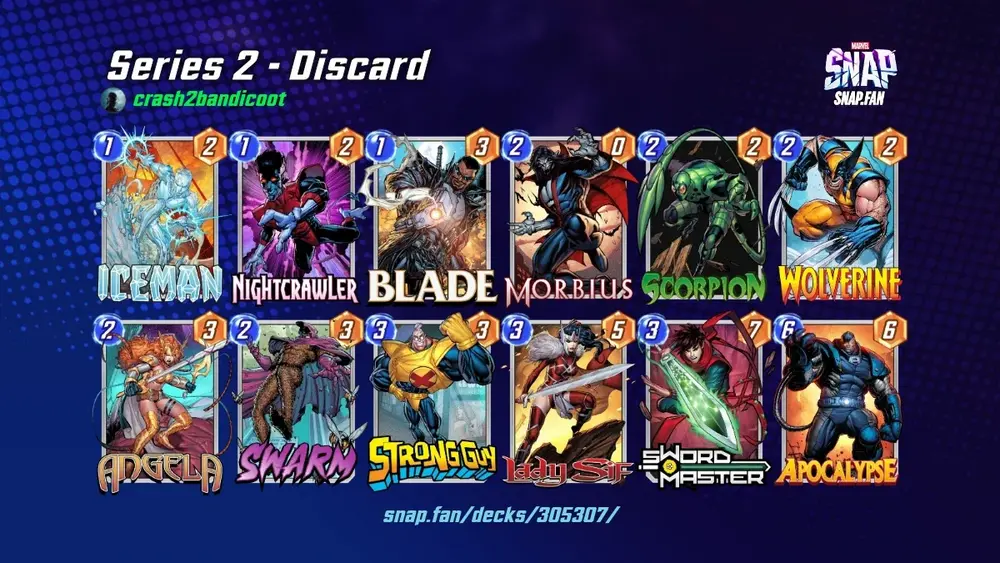 Series 2 - Discard
crash2bandicoot
MARVEL
SNAP
SNAP.FAN
1 2 1 2 1 3 2 0 2 2 2 2
ICEMAN NIGHTCRAWLER BLADE MORBIUS SCORPION WOLVERINE
2 3 2 3 3 3 3 5 3 7 6 6
ANGELA SWARM STRONG GUY Lady Sif SWORD MASTER APOCALYPSE
snap.fan/decks/305307/